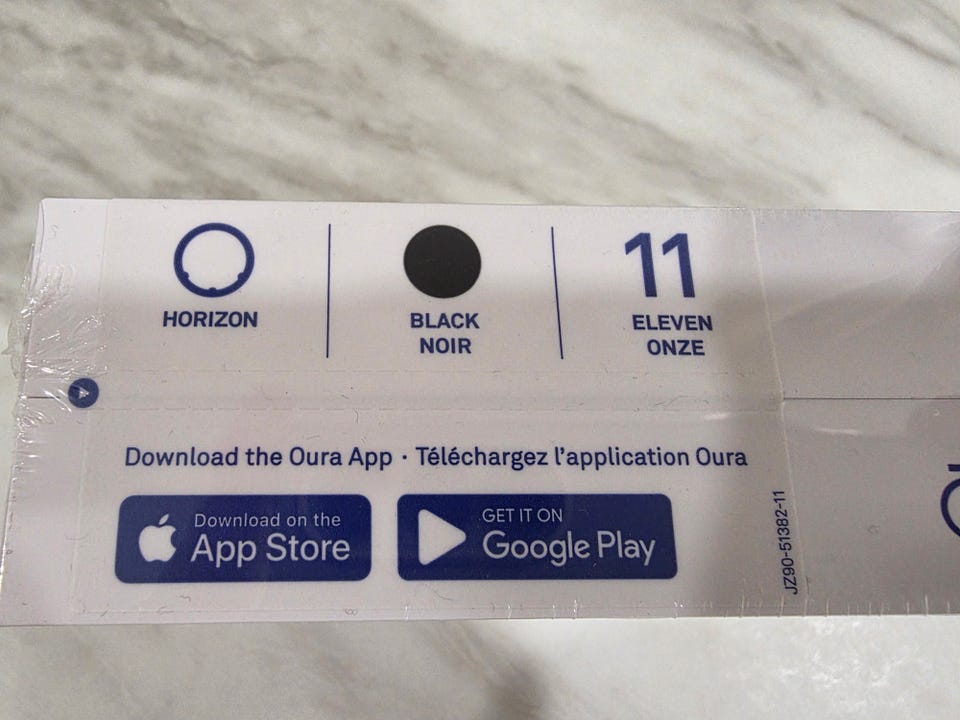 HORIZON
BLACK
NOIR
11
ELEVEN
ONZE
Download the Oura App · Téléchargez l'application Oura
Download on the
App Store
GET IT ON
Google Play
JZ90-51382-11